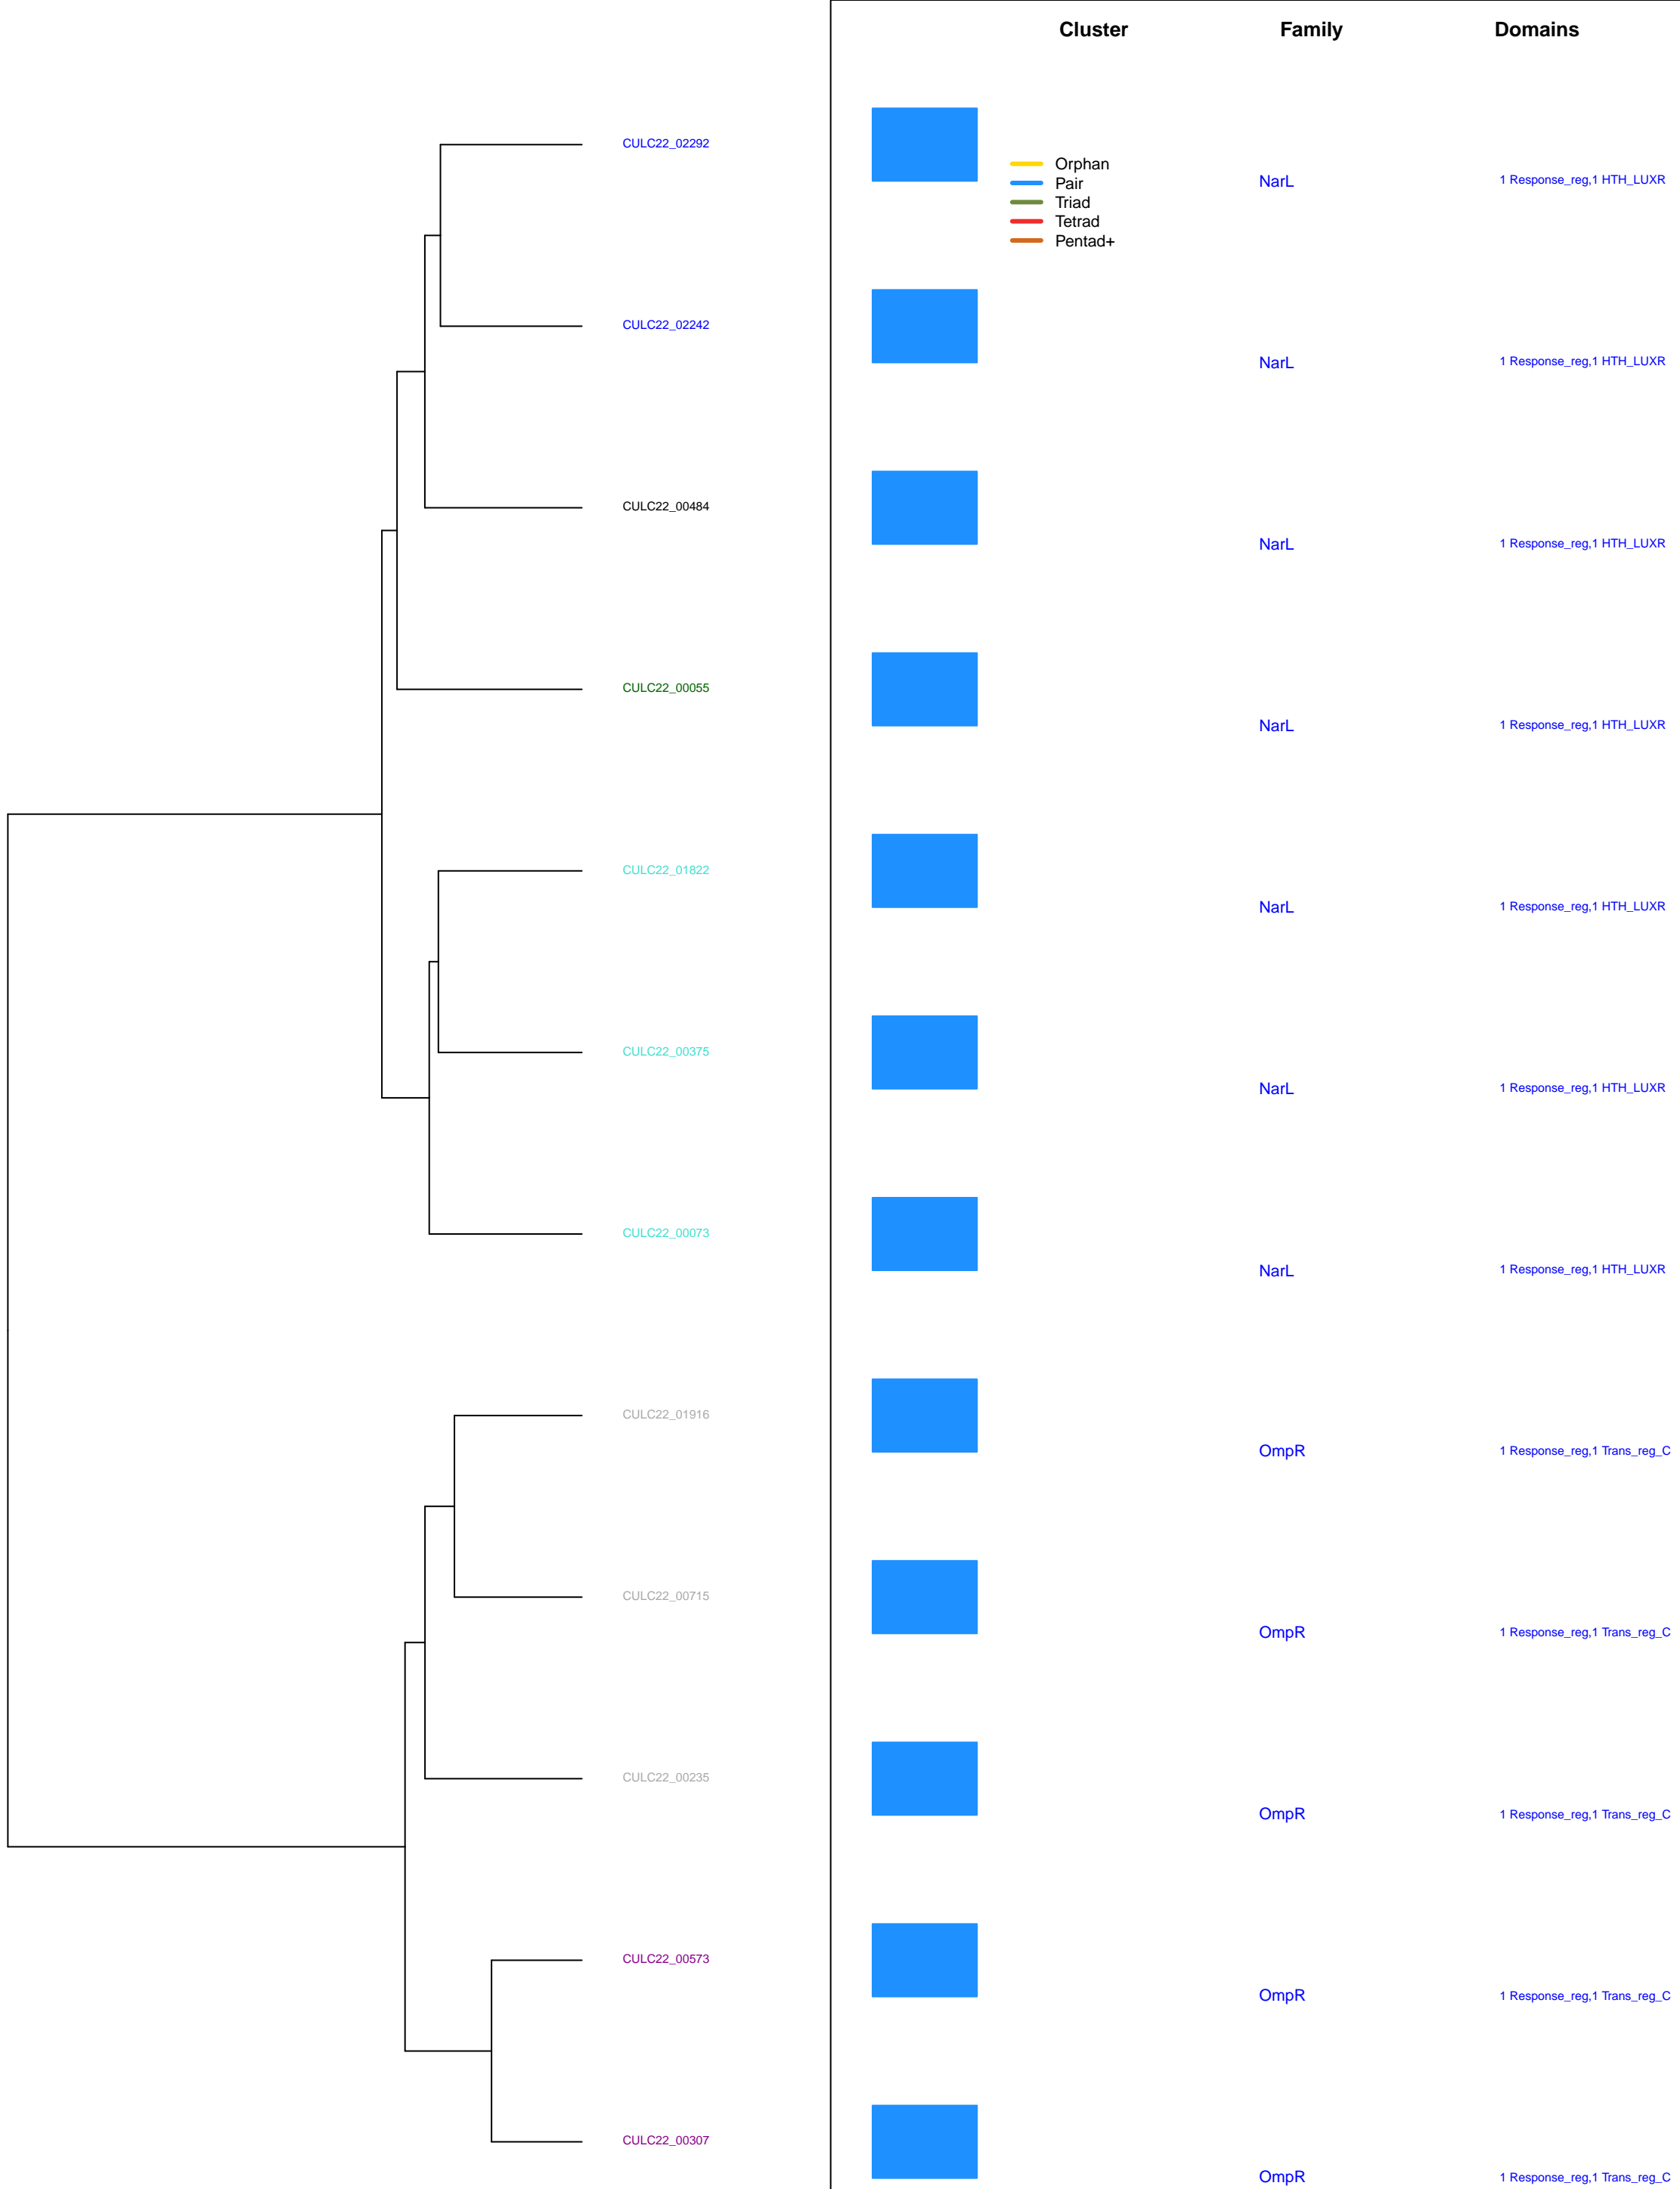 Cluster Family Domains
CULC22_02292
Orphan
Pair
NarL 1 Response_reg,1 HTH_LUXR
Triad
Tetrad
Pentad+
CULC22_02242
NarL 1 Response_reg,1 HTH_LUXR
CULC22_00484
NarL 1 Response_reg,1 HTH_LUXR
CULC22_00055
NarL 1 Response_reg,1 HTH_LUXR
CULC22_01822
NarL 1 Response_reg,1 HTH_LUXR
CULC22_00375
NarL 1 Response_reg,1 HTH_LUXR
CULC22_00073
NarL 1 Response_reg,1 HTH_LUXR
CULC22_01916
OmpR 1 Response_reg,1 Trans_reg_C
CULC22_00715
OmpR 1 Response_reg,1 Trans_reg_C
CULC22_00235
OmpR 1 Response_reg,1 Trans_reg_C
CULC22_00573
OmpR 1 Response_reg,1 Trans_reg_C
CULC22_00307
OmpR 1 Response_reg,1 Trans_reg_C